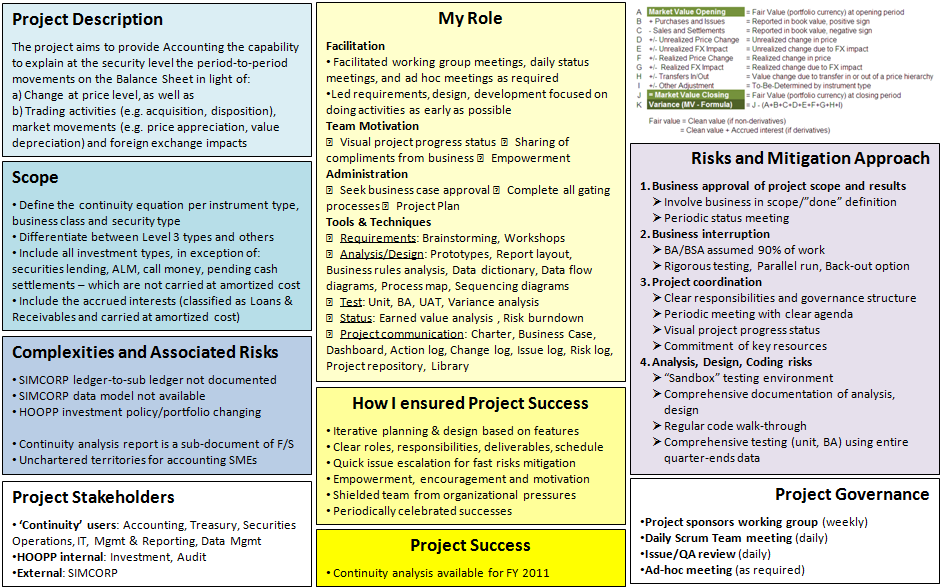 Project Description
The project aims to provide Accounting the capability
to explain at the security level the period-to-period
movements on the Balance Sheet in light of:
a) Change at price level, as well as
b) Trading activities (e.g. acquisition, disposition),
market movements (e.g. price appreciation, value
depreciation) and foreign exchange impacts
Scope
• Define the continuity equation per instrument type,
business class and security type
• Differentiate between Level 3 types and others
• Include all investment types, in exception of:
securities lending, ALM, call money, pending cash
settlements – which are not carried at amortized cost
• Include the accrued interests (classified as Loans &
Receivables and carried at amortized cost)
Complexities and Associated Risks
• SIMCORP ledger-to-sub ledger not documented
• SIMCORP data model not available
• HOOPP investment policy/portfolio changing
• Continuity analysis report is a sub-document of F/S
• Unchartered territories for accounting SMEs
Project Stakeholders
• ‘Continuity’ users: Accounting, Treasury, Securities
Operations, IT, Mgmt & Reporting, Data Mgmt
• HOOPP internal: Investment, Audit
• External: SIMCORP
My Role
Facilitation
• Facilitated working group meetings, daily status
meetings, and ad hoc meetings as required
• Led requirements, design, development focused on
doing activities as early as possible
Team Motivation
Visual project progress status Sharing of
compliments from business Empowerment
Administration
Seek business case approval Complete all gating
processes Project Plan
Tools & Techniques
Requirements: Brainstorming, Workshops
Analysis/Design: Prototypes, Report layout,
Business rules analysis, Data dictionary, Data flow
diagrams, Process map, Sequencing diagrams
Test: Unit, BA, UAT, Variance analysis
Status: Earned value analysis , Risk burndown
Project communication: Charter, Business Case,
Dashboard, Action log, Change log, Issue log, Risk log,
Project repository, Library
How I ensured Project Success
• Iterative planning & design based on features
• Clear roles, responsibilities, deliverables, schedule
• Quick issue escalation for fast risks mitigation
• Empowerment, encouragement and motivation
• Shielded team from organizational pressures
• Periodically celebrated successes
Project Success
• Continuity analysis available for FY 2011
A Market Value Opening = Fair Value (portfolio currency) at opening period
B + Purchases and Issues = Reported in book value, positive sign
C - Sales and Settlements = Reported in book value, negative sign
D +/- Unrealized Price Change = Unrealized change in price
E +/- Unrealized FX Impact = Unrealized change due to FX impact
F +/- Realized Price Change = Realized change in price
G +/- Realized FX Impact = Realized change due to FX impact
H +/- Transfers In/Out = Value change due to transfer in or out of a price hierarchy
I +/- Other Adjustment = To-Be-Determined by instrument type
J = Market Value Closing = Fair Value (portfolio currency) at closing period
K Variance (MV - Formula) = J - (A+B+C+D+E+F+G+H+I)
Fair value = Clean value (if non-derivatives)
= Clean value + Accrued interest (if derivatives)
Risks and Mitigation Approach
1. Business approval of project scope and results
➢ Involve business in scope/”done” definition
➢ Periodic status meeting
2. Business interruption
➢ BA/BSA assumed 90% of work
➢ Rigorous testing, Parallel run, Back-out option
3. Project coordination
➢ Clear responsibilities and governance structure
➢ Periodic meeting with clear agenda
➢ Visual project progress status
➢ Commitment of key resources
4. Analysis, Design, Coding risks
➢ “Sandbox” testing environment
➢ Comprehensive documentation of analysis,
design
➢ Regular code walk-through
➢ Comprehensive testing (unit, BA) using entire
quarter-ends data
Project Governance
• Project sponsors working group (weekly)
• Daily Scrum Team meeting (daily)
• Issue/QA review (daily)
• Ad-hoc meeting (as required)